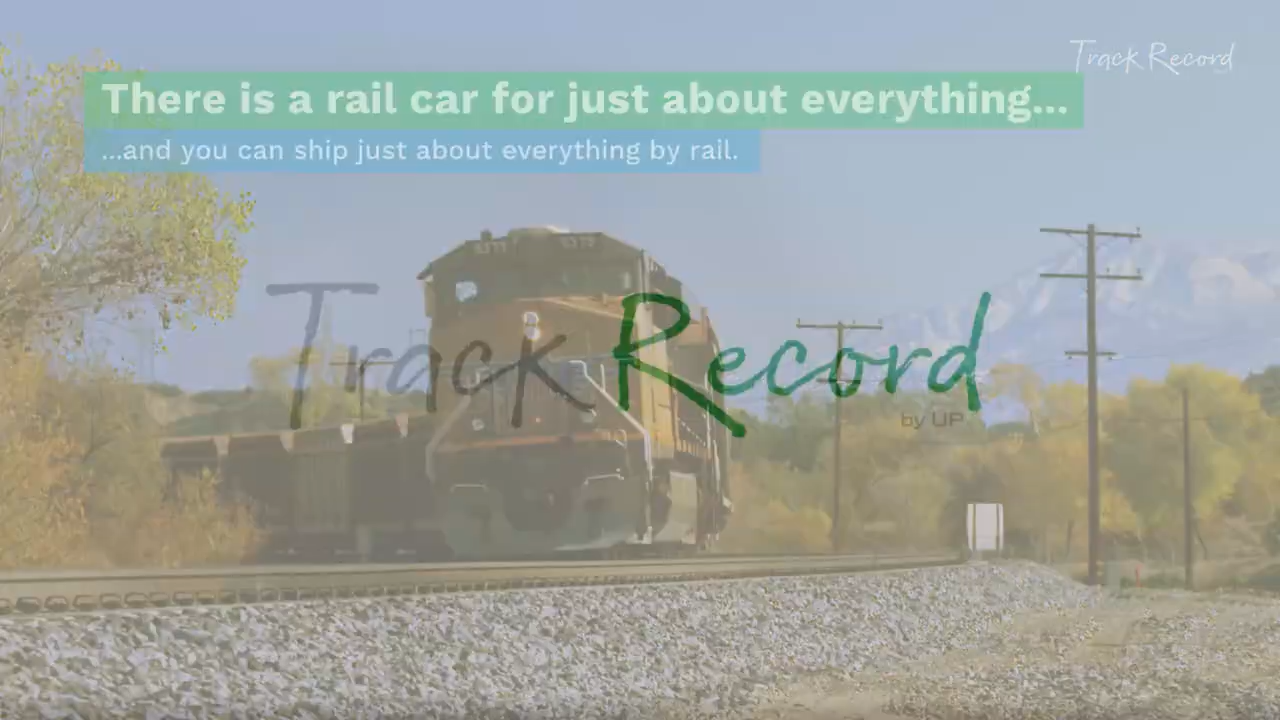 Track Record
There is a rail car for just about everything...
...and you can ship just about everything by rail.
Track Record
by UP